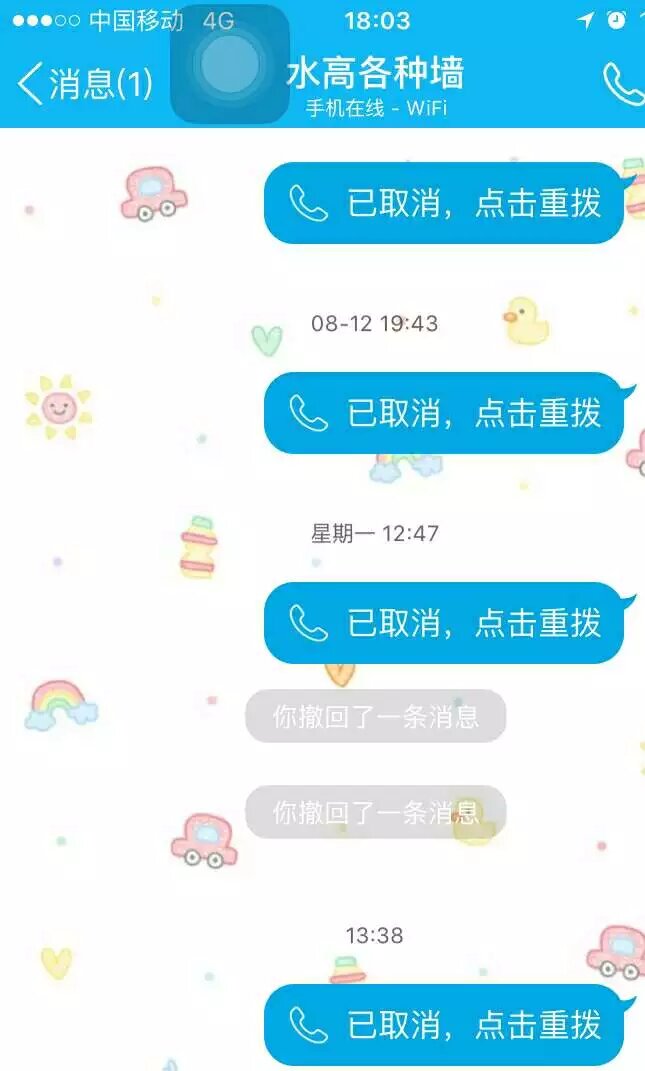 中国移动 4G 18:03
消息(1) 水高各种墙
手机在线 - WiFi
已取消，点击重拨
08-12 19:43
已取消，点击重拨
星期一 12:47
已取消，点击重拨
你撤回了一条消息
你撤回了一条消息
13:38
已取消，点击重拨